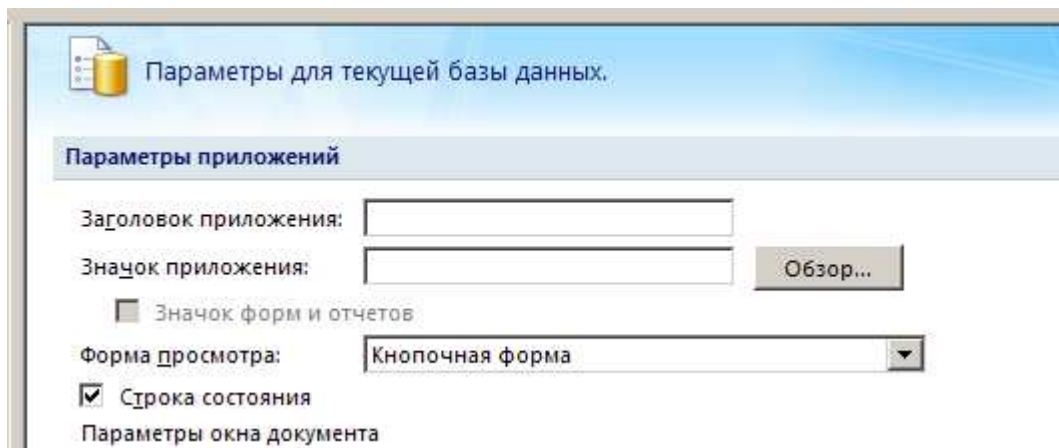 Параметры для текущей базы данных.
Параметры приложений
Заголовок приложения:
Значок приложения: Обзор...
Значок форм и отчетов
Форма просмотра: Кнопочная форма
Строка состояния
Параметры окна документа